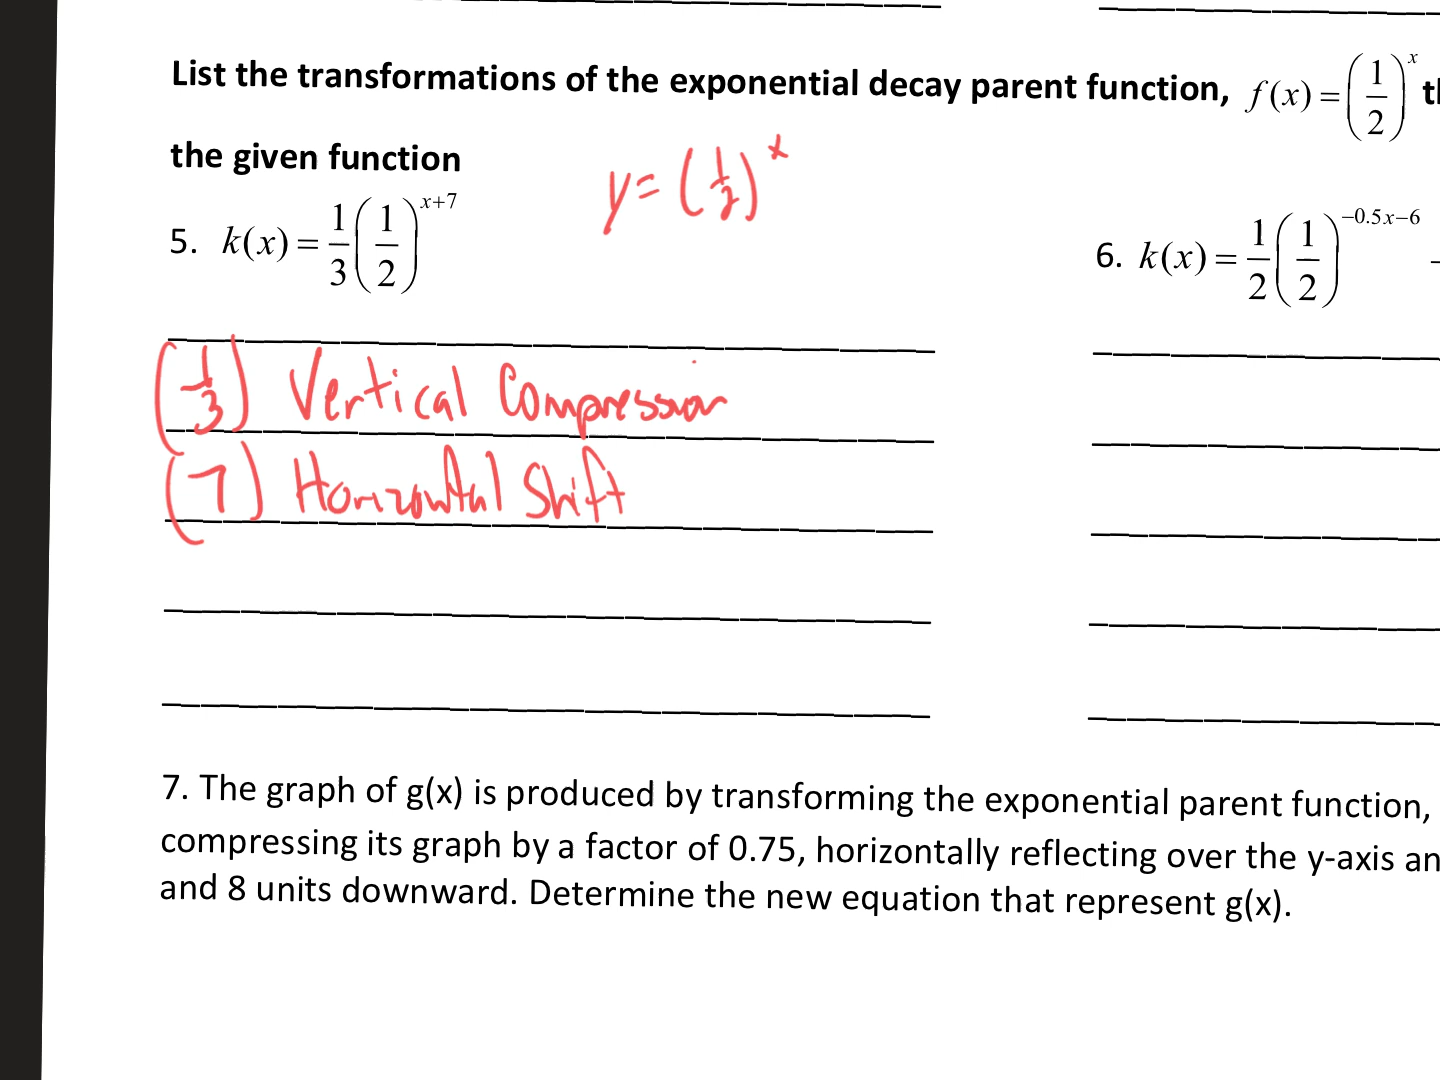 List the transformations of the exponential decay parent function, f(x) = (1/2)^x
the given function
y = (1/2)^x
5. k(x) = 1/3(1/2)^x+7
6. k(x) = 1/2(1/2)^−0.5x−6
(1/3) Vertical Compression
(7) Horizontal Shift
7. The graph of g(x) is produced by transforming the exponential parent function,
compressing its graph by a factor of 0.75, horizontally reflecting over the y-axis
and 8 units downward. Determine the new equation that represent g(x).